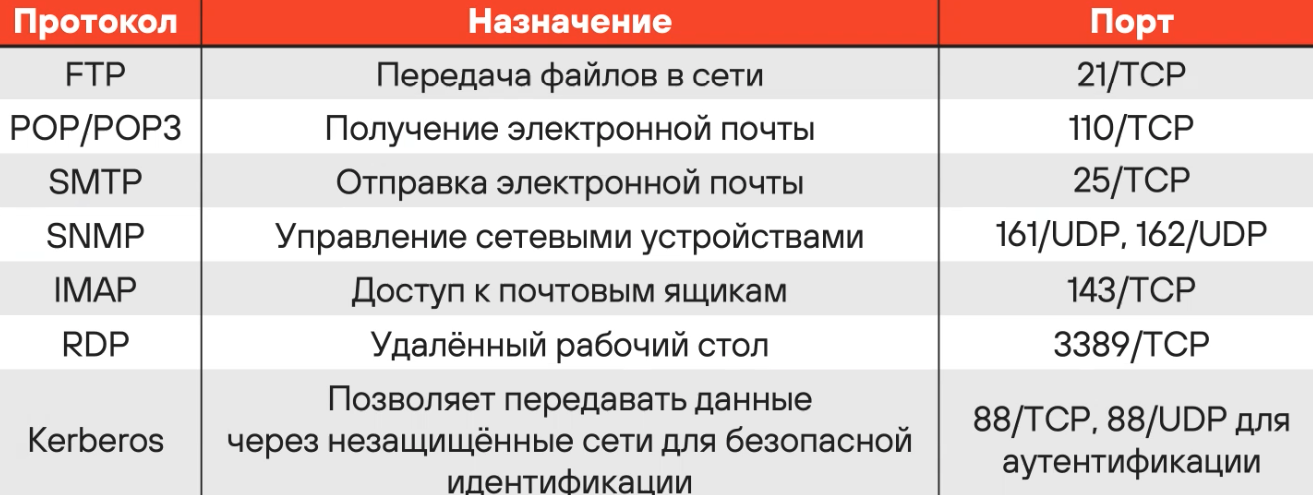 Протокол Назначение Порт
FTP Передача файлов в сети 21/TCP
POP/POP3 Получение электронной почты 110/TCP
SMTP Отправка электронной почты 25/TCP
SNMP Управление сетевыми устройствами 161/UDP, 162/UDP
IMAP Доступ к почтовым ящикам 143/TCP
RDP Удалённый рабочий стол 3389/TCP
Kerberos
Позволяет передавать данные
через незащищённые сети для безопасной
идентификации
88/TCP, 88/UDP для
аутентификации